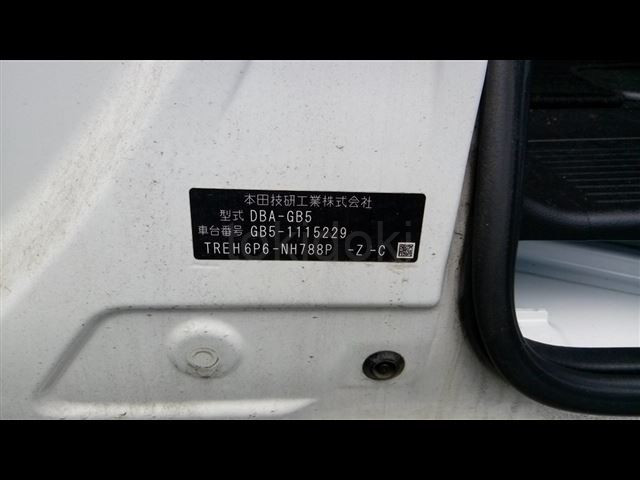 本田技研工業株式会社
型式 DBA-GB5
車台番号 GB5-1115229
TREH6P6-NH788P -Z-C